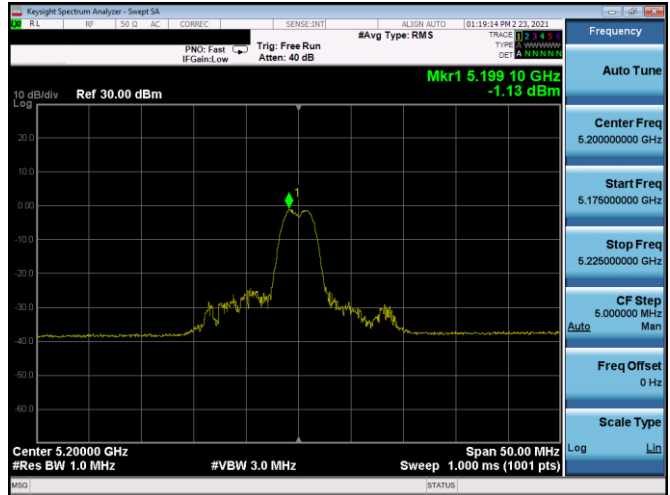 Keysight Spectrum Analyzer - Swept SA
RL RF 50 Ω AC CORREC SENSE:INT ALIGN AUTO 01:19:14 PM 2 23, 2021
#Avg Type: RMS
TRACE 1 2 3 4 5 6
PNO: Fast Trig: Free Run
TYPE A WWWWW
IFGain:Low Atten: 40 dB
DET A N N N N N
Mkr1 5.199 10 GHz
-1.13 dBm
10 dB/div Ref 30.00 dBm
Log
20.0
10.0
0.00
-10.0
-20.0
-30.0
-40.0
-50.0
-60.0
1
Center 5.20000 GHz Span 50.00 MHz
#Res BW 1.0 MHz #VBW 3.0 MHz Sweep 1.000 ms (1001 pts)
MSG STATUS
Frequency
Auto Tune
Center Freq
5.200000000 GHz
Start Freq
5.175000000 GHz
Stop Freq
5.225000000 GHz
CF Step
5.000000 MHz
Auto Man
Freq Offset
0 Hz
Scale Type
Log Lin